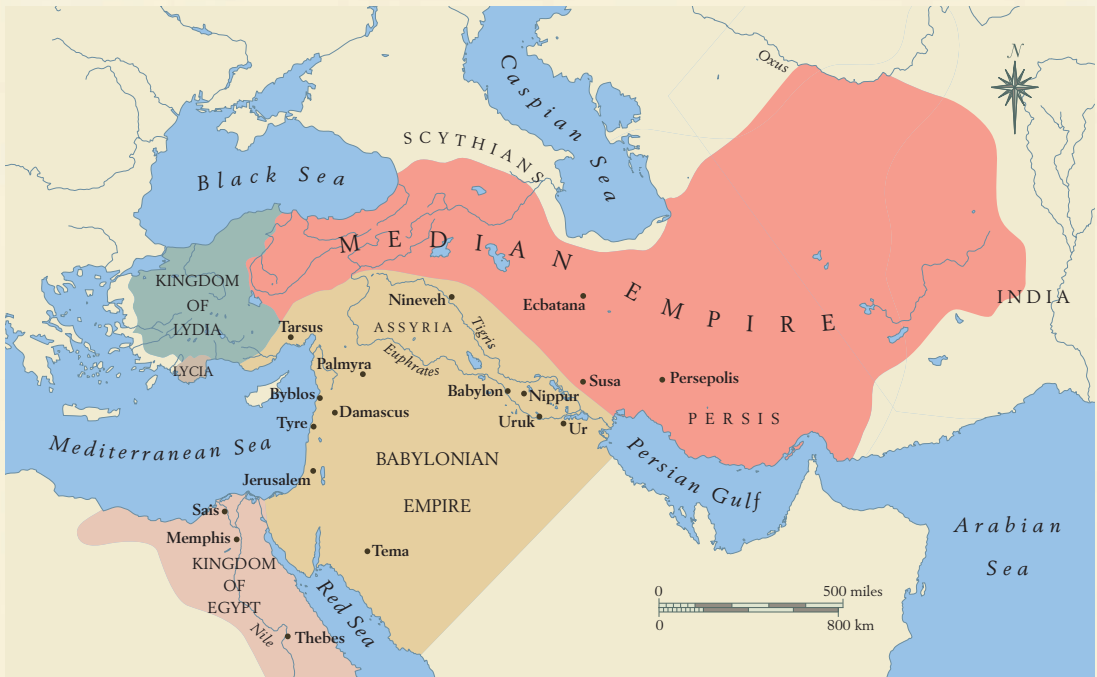 Oxus
N
Caspian Sea
SCYTHIANS
Black Sea
MEDIAN EMPIRE
KINGDOM
OF
LYDIA
INDIA
Nineveh
Ecbatana
ASSYRIA
Tigris
Tarsus
Euphrates
LYCIA
Palmyra
Susa
Persepolis
Byblos
Babylon
Nippur
Damascus
PERSIS
Tyre
Uruk
Ur
Mediterranean Sea
BABYLONIAN
EMPIRE
Persian Gulf
Jerusalem
Sais
Memphis
Arabian
Sea
Tema
KINGDOM
OF
EGYPT
Red Sea
0 500 miles
0 800 km
Nile
Thebes